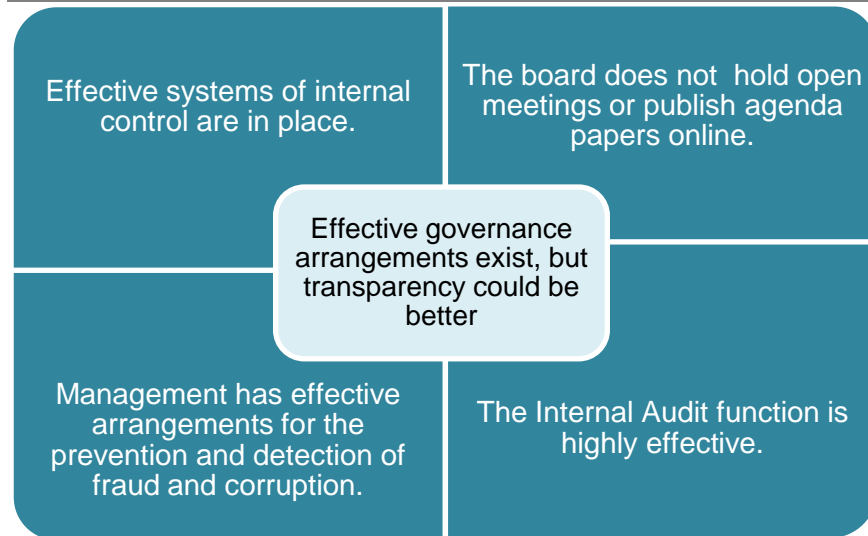 Effective systems of internal
control are in place.
The board does not hold open
meetings or publish agenda
papers online.
Effective governance
arrangements exist, but
transparency could be
better
Management has effective
arrangements for the
prevention and detection of
fraud and corruption.
The Internal Audit function is
highly effective.